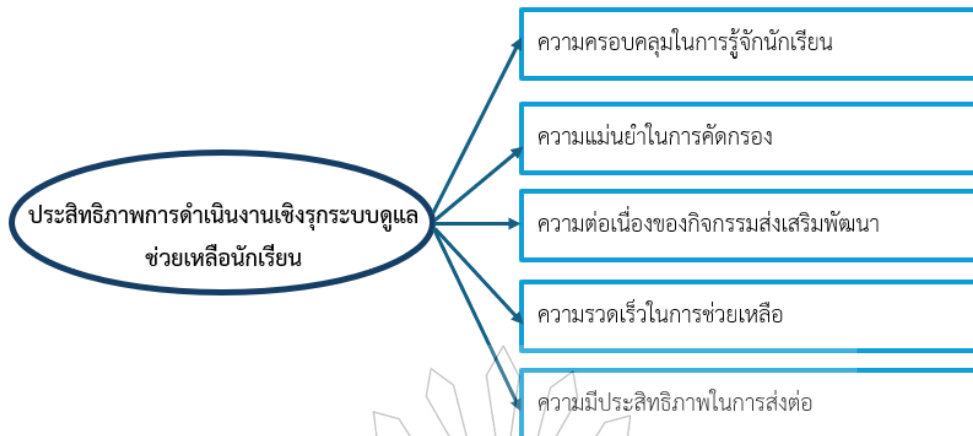 ความครอบคลุมในการรู้จักนักเรียน
ความแม่นยำในการคัดกรอง
ประสิทธิภาพการดำเนินงานเชิงรุกระบบดูแล
ช่วยเหลือนักเรียน
ความต่อเนื่องของกิจกรรมส่งเสริมพัฒนา
ความรวดเร็วในการช่วยเหลือ
ความมีประสิทธิภาพในการส่งต่อ